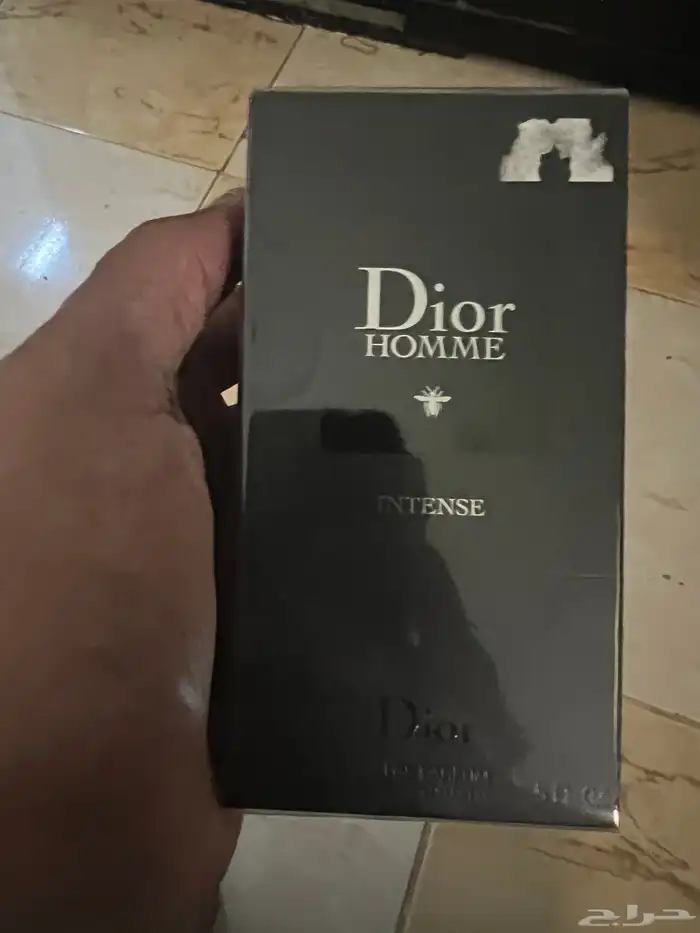 Dior
HOMME
INTENSE
Dior
حراج